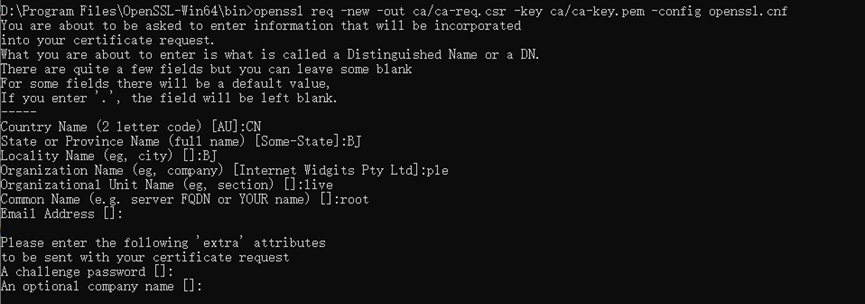 D:\Program Files\OpenSSL-Win64\bin>openssl req -new -out ca/ca-req.csr -key ca/ca-key.pem -config openssl.cnf
You are about to be asked to enter information that will be incorporated
into your certificate request.
What you are about to enter is what is called a Distinguished Name or a DN.
There are quite a few fields but you can leave some blank
For some fields there will be a default value,
If you enter '.', the field will be left blank.
-----
Country Name (2 letter code) [AU]:CN
State or Province Name (full name) [Some-State]:BJ
Locality Name (eg, city) []:BJ
Organization Name (eg, company) [Internet Widgits Pty Ltd]:ple
Organizational Unit Name (eg, section) []:live
Common Name (e.g. server FQDN or YOUR name) []:root
Email Address []:
Please enter the following 'extra' attributes
to be sent with your certificate request
A challenge password []:
An optional company name []: